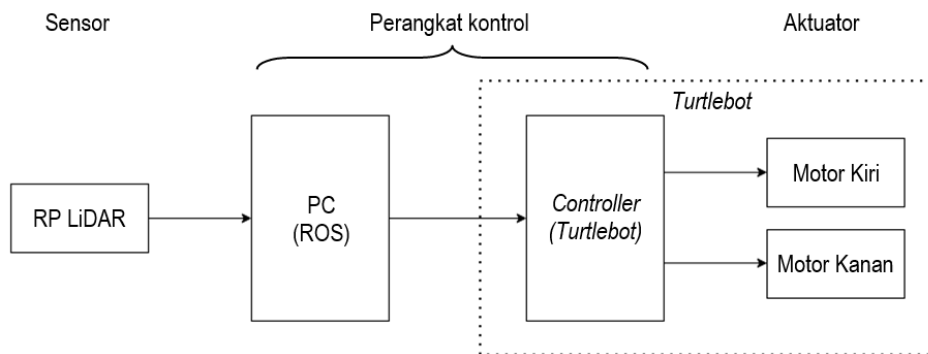 Sensor
Perangkat kontrol
Aktuator
Turtlebot
RP LiDAR
PC
(ROS)
Controller
(Turtlebot)
Motor Kiri
Motor Kanan